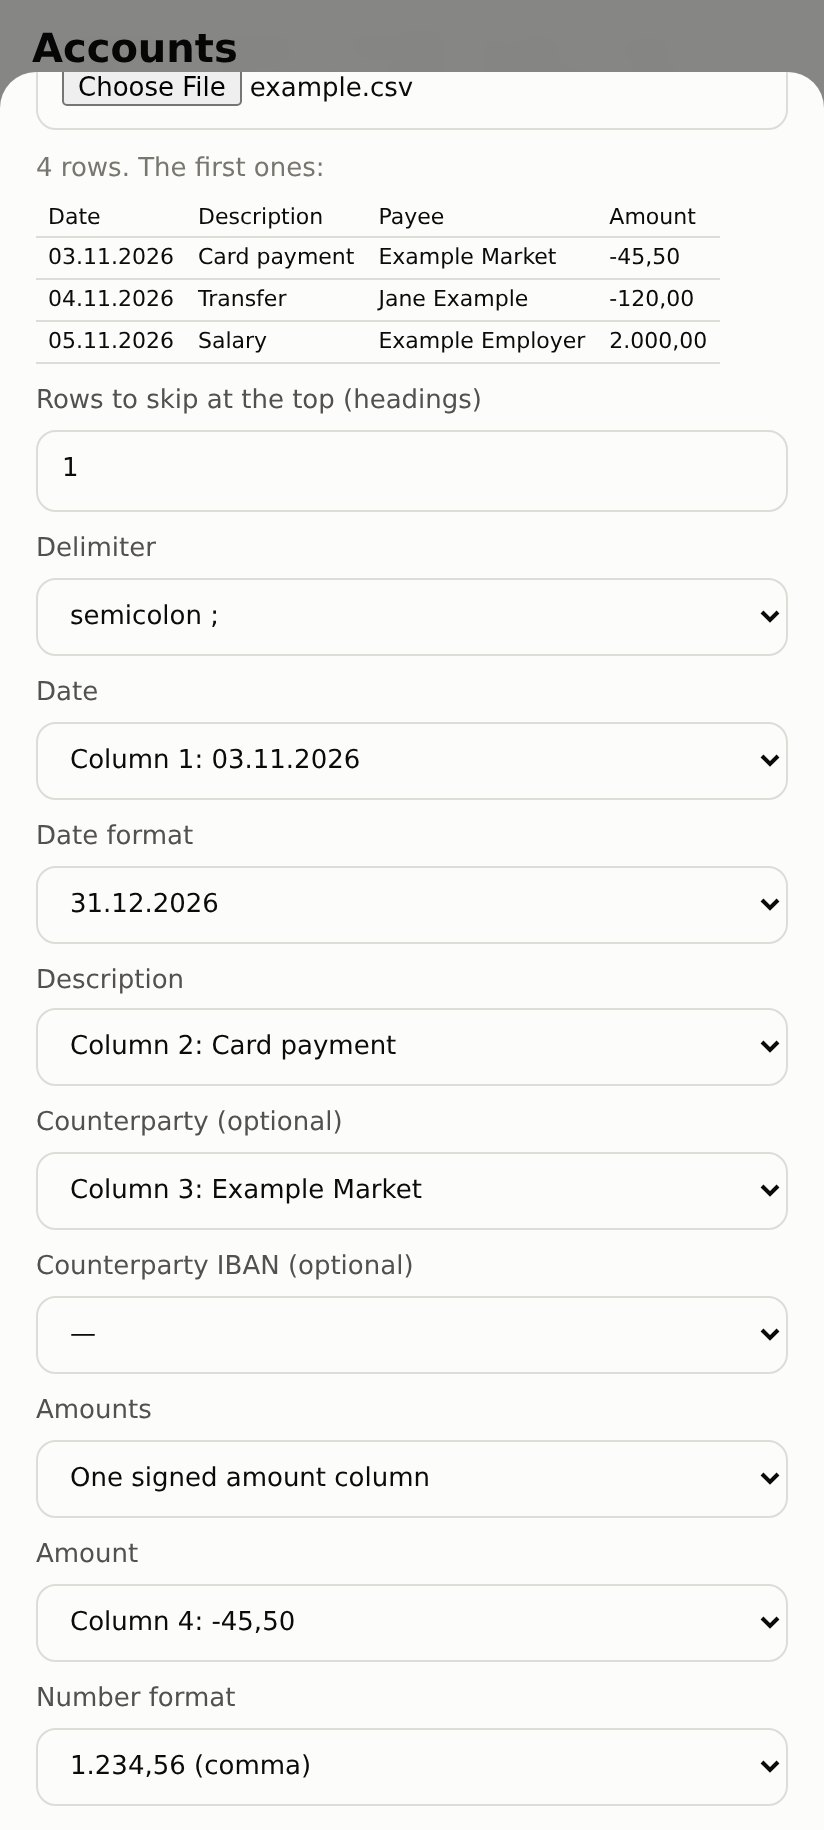 Accounts
Choose File example.csv
4 rows. The first ones:
Date Description Payee Amount
03.11.2026 Card payment Example Market -45,50
04.11.2026 Transfer Jane Example -120,00
05.11.2026 Salary Example Employer 2.000,00
Rows to skip at the top (headings)
1
Delimiter
semicolon ;
Date
Column 1: 03.11.2026
Date format
31.12.2026
Description
Column 2: Card payment
Counterparty (optional)
Column 3: Example Market
Counterparty IBAN (optional)
—
Amounts
One signed amount column
Amount
Column 4: -45,50
Number format
1.234,56 (comma)